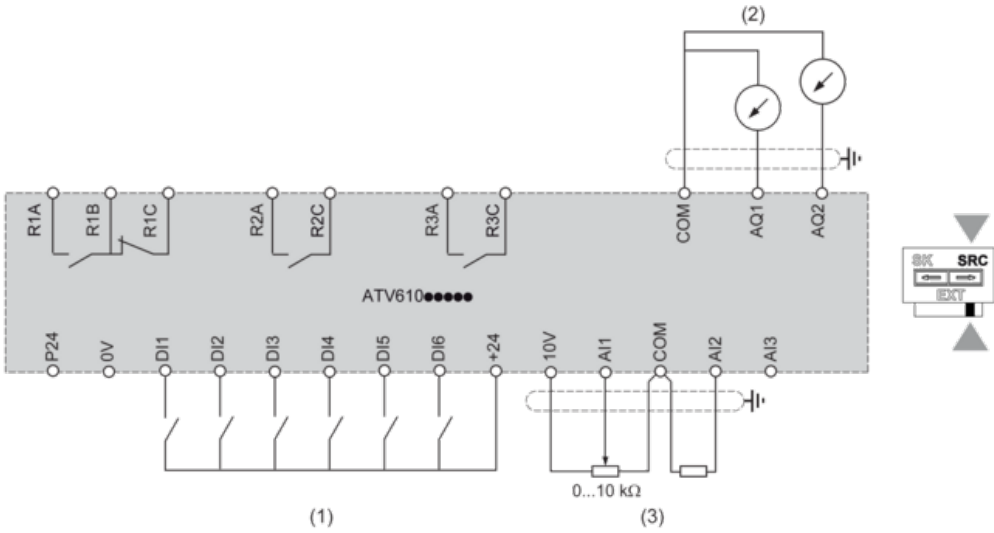 (2)
R1A R1B R1C R2A R2C R3A R3C COM AQ1 AQ2
SK SRC
EXT
ATV610●●●●●
P24 0V DI1 DI2 DI3 DI4 DI5 DI6 +24 10V AI1 COM AI2 AI3
0...10 kΩ
(1) (3)